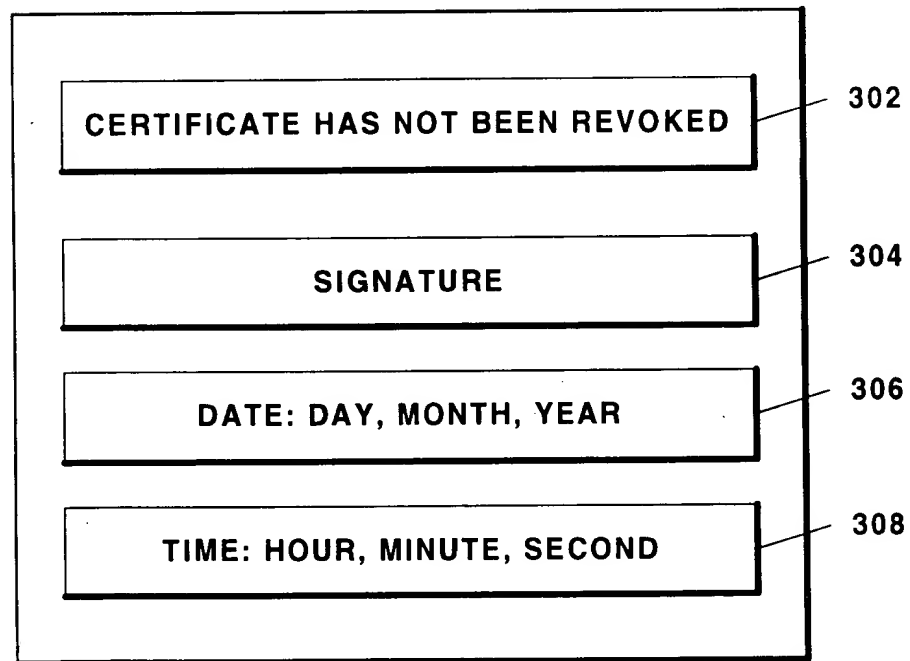 CERTIFICATE HAS NOT BEEN REVOKED
302
SIGNATURE
304
DATE: DAY, MONTH, YEAR
306
TIME: HOUR, MINUTE, SECOND
308